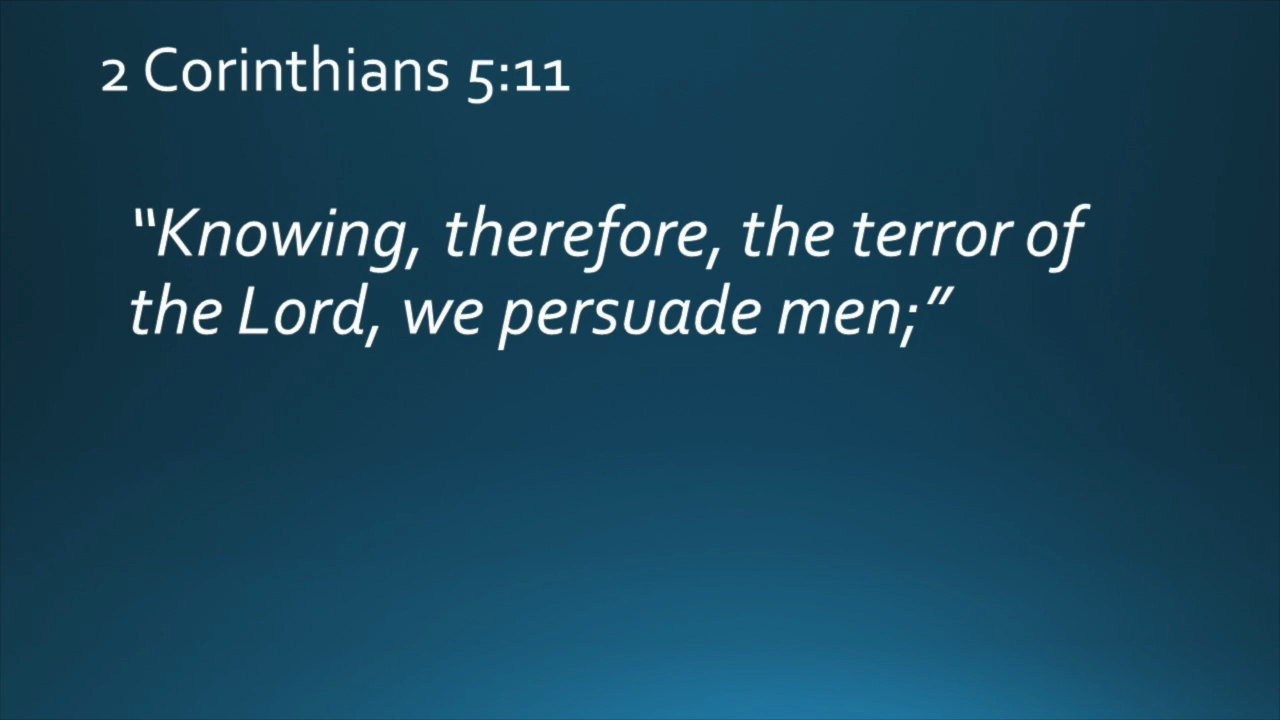 2 Corinthians 5:11
“Knowing, therefore, the terror of
the Lord, we persuade men;”